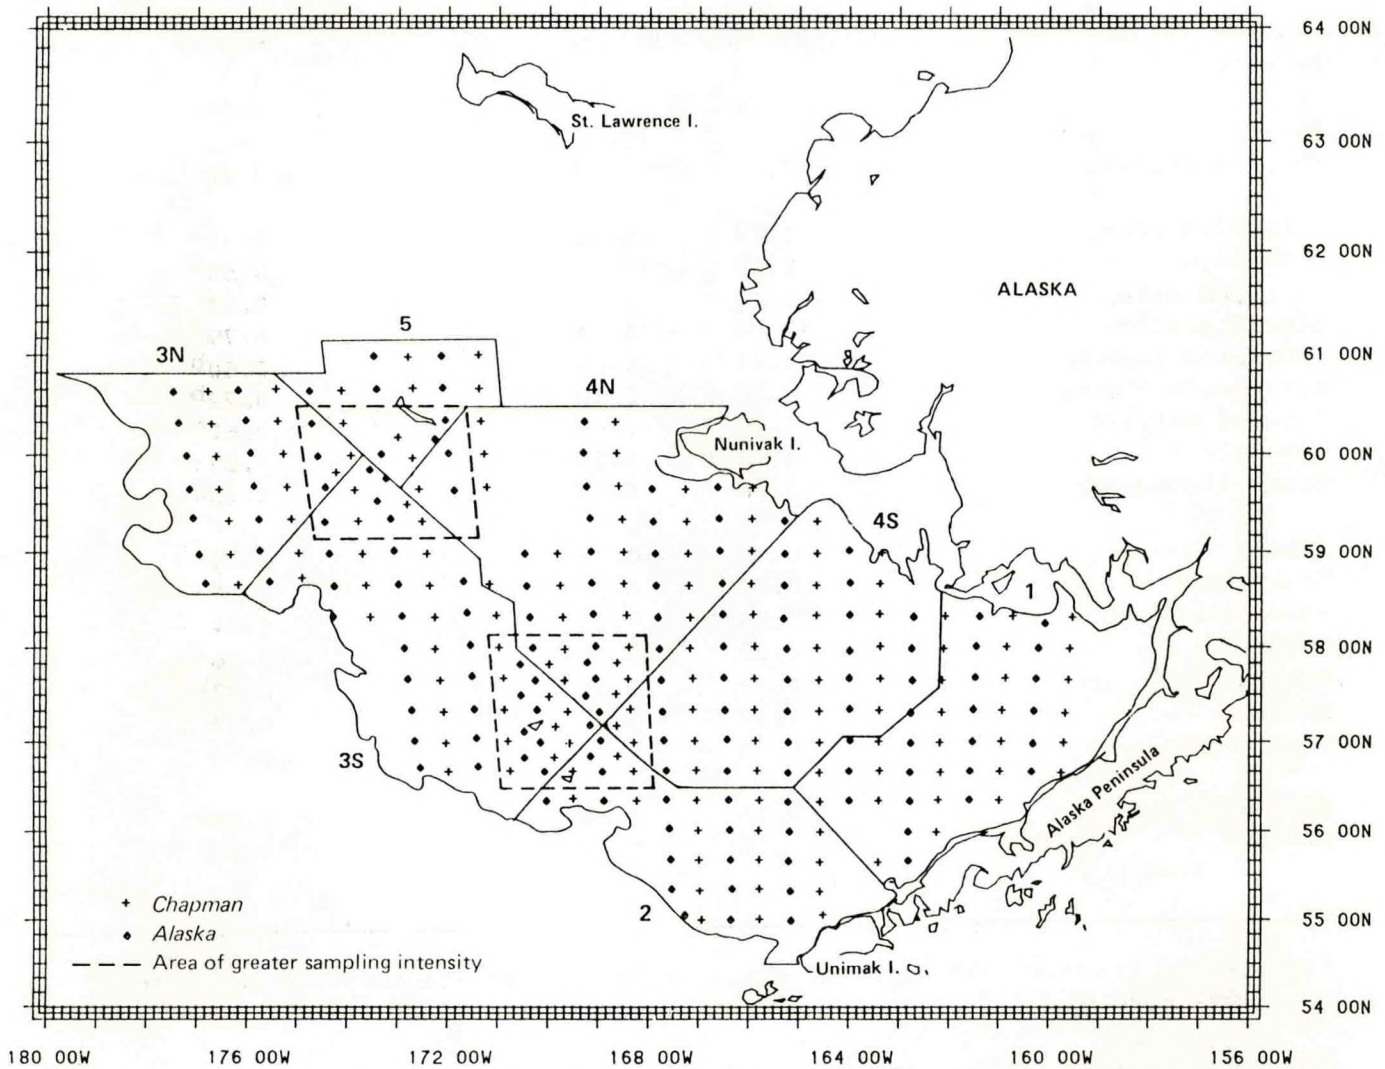 64 00N
St. Lawrence I.
63 00N
62 00N
ALASKA
5
3N
61 00N
4N
Nunivak I.
60 00N
4S
59 00N
1
58 00N
57 00N
3S
Alaska Peninsula
56 00N
+ Chapman
2
55 00N
• Alaska
Area of greater sampling intensity
Unimak I.
54 00N
180 00W 176 00W 172 00W 168 00W 164 00W 160 00W 156 00W